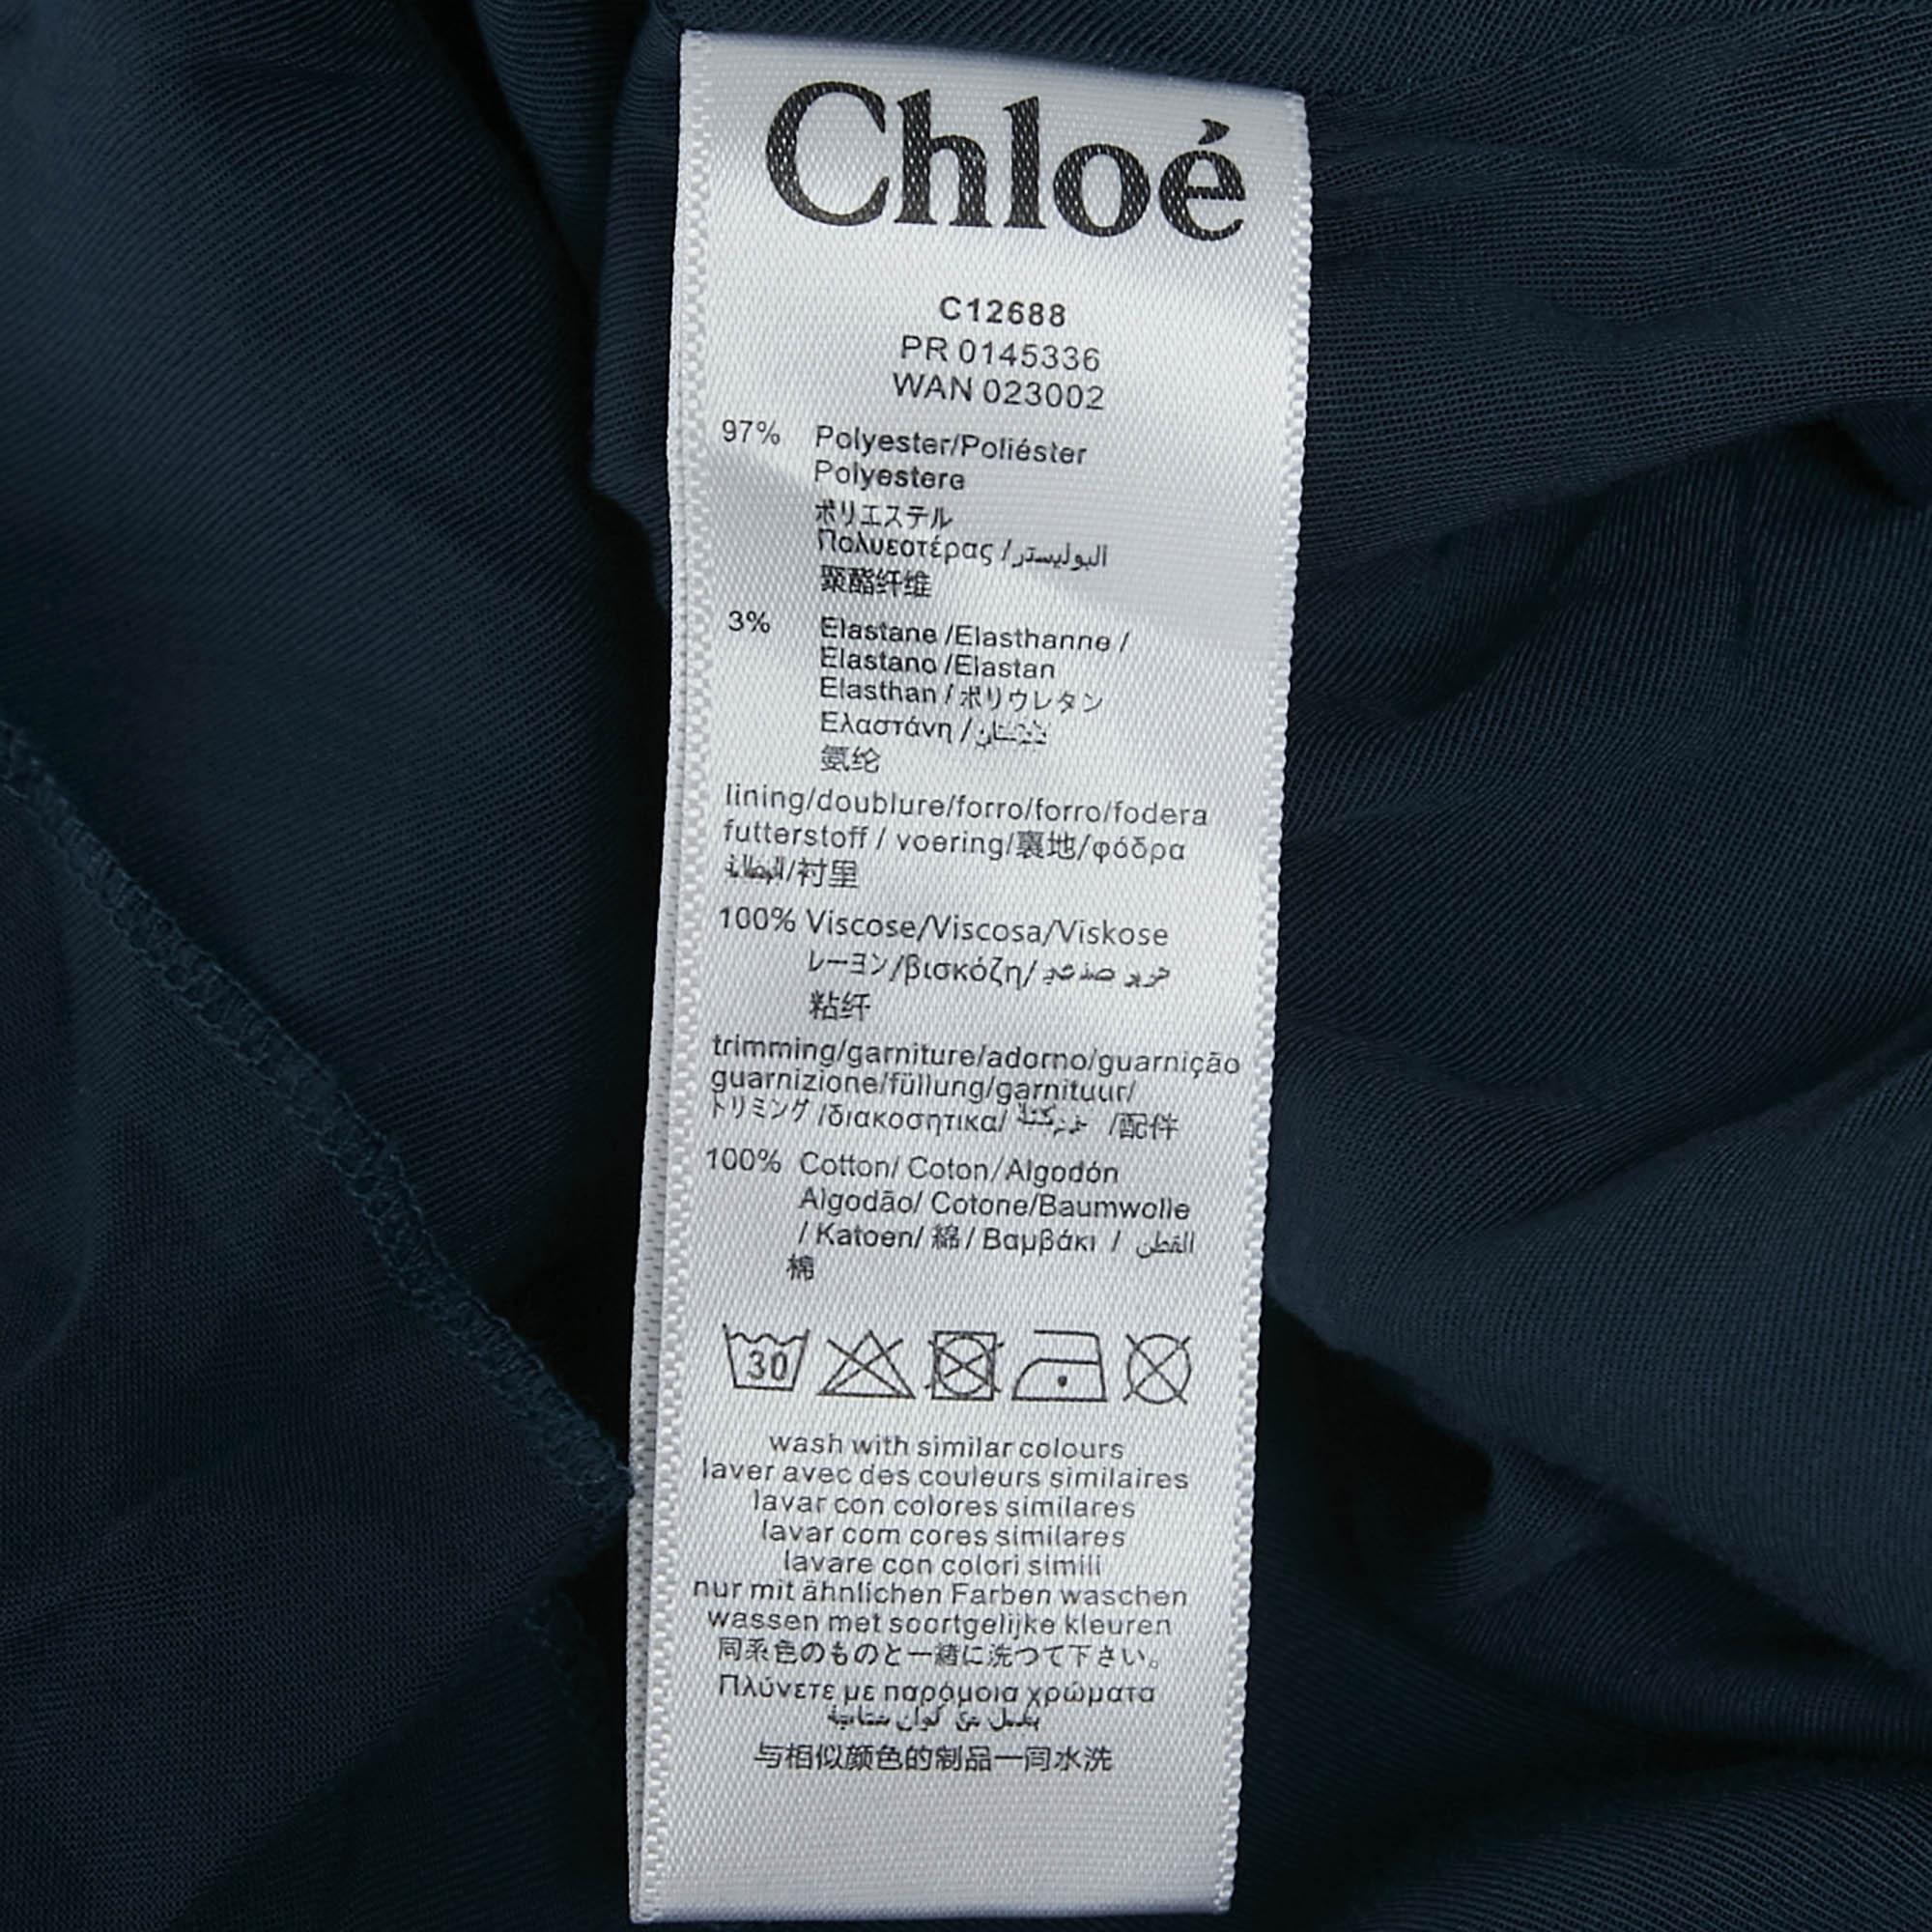 Chloé
C12688
PR 0145336
WAN 023002
97% Polyester/Poliéster
Polyestere
ポリエステル
Πολυεοτέρας /البوليستر
聚酯纤维
3% Elastane /Elasthanne /
Elastano /Elastan
Elasthan / ポリウレタン
Ελαστάνη /
氨纶
lining/doublure/forro/forro/fodera
futterstoff / voering/裏地/φόδρα
/衬里
100% Viscose/Viscosa/Viskose
レーヨン/βισκόζη/
粘纤
trimming/garniture/adorno/guarnição
guarnizione/füllung/garnituur/
トリミング /διακοσητικα/ /配件
100% Cotton/ Coton/Algodón
Algodão/ Cotone/Baumwolle
/ Katoen/ 綿 / Βαμβάκι / القطن
棉
30
wash with similar colours
laver avec des couleurs similaires
lavar con colores similares
lavar com cores similares
lavare con colori simili
nur mit ähnlichen Farben waschen
wassen met soortgelijke kleuren
同系色のものと一緒に洗つて下さい。
Πλύνετε με παρόμοια χρώματα
与相似颜色的制品一同水洗